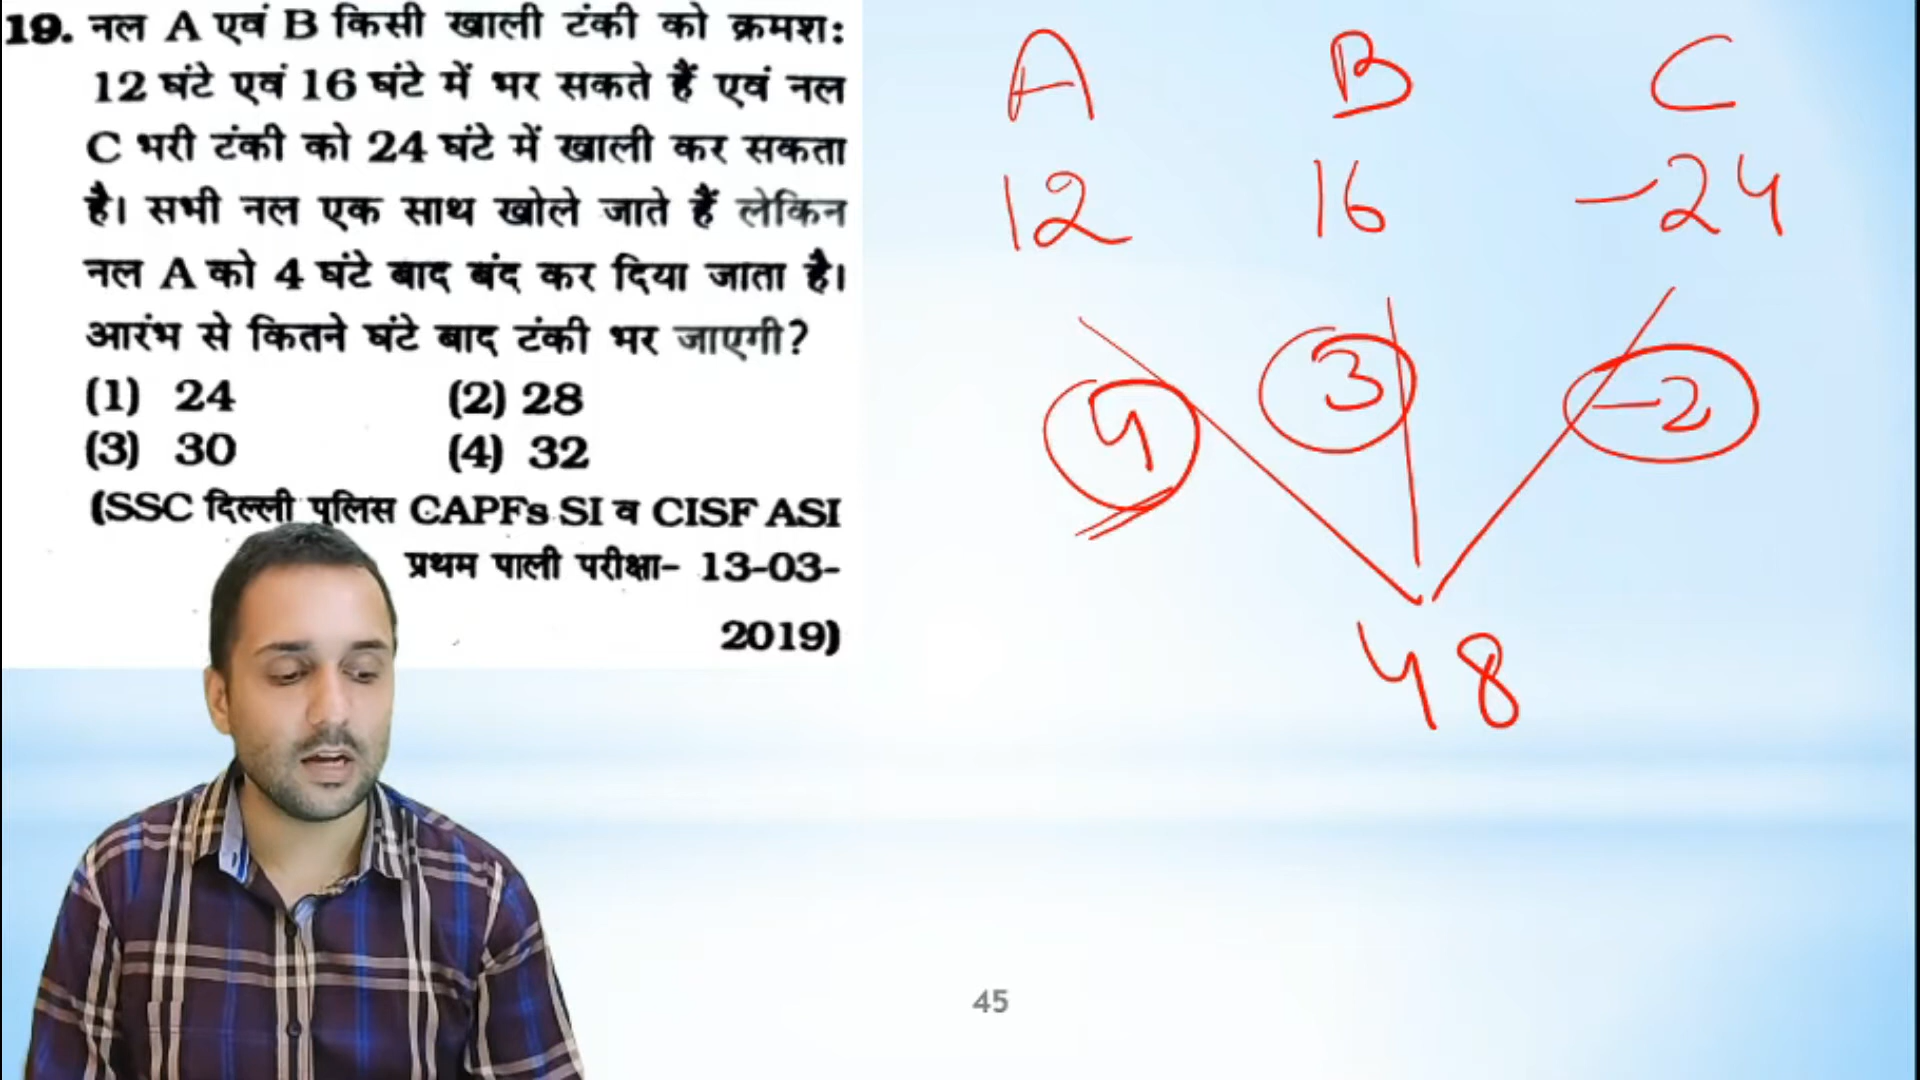 19. नल A एवं B किसी खाली टंकी को क्रमश:
12 घंटे एवं 16 घंटे में भर सकते हैं एवं नल
C भरी टंकी को 24 घंटे में खाली कर सकता
है। सभी नल एक साथ खोले जाते हैं लेकिन
नल A को 4 घंटे बाद बंद कर दिया जाता है।
आरंभ से कितने घंटे बाद टंकी भर जाएगी?
(1) 24 (2) 28
(3) 30 (4) 32
(SSC दिल्ली पुलिस CAPFs SI व CISF ASI
प्रथम पाली परीक्षा- 13-03-
2019)
A B C
12 16 -24
4 3 -2
48
45